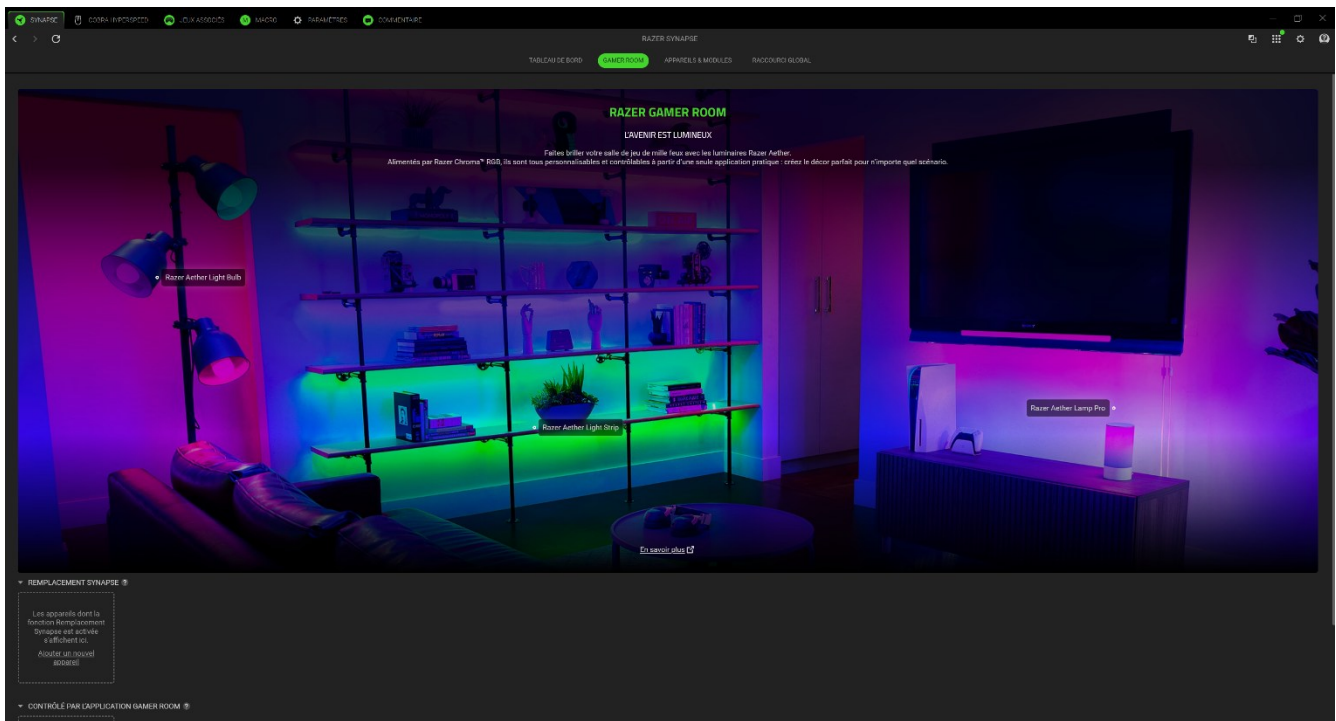 SYNAPSE
COBRA HYPERSPEED
JEUX ASSOCIÉS
MACRO
PARAMÈTRES
COMMENTAIRE
RAZER SYNAPSE
TABLEAU DE BORD
GAMER ROOM
APPAREILS & MODULES
RACCOURCI GLOBAL
RAZER GAMER ROOM
L'AVENIR EST LUMINEUX
Faites briller votre salle de jeu de mille feux avec les luminaires Razer Aether.
Alimentés par Razer Chroma™ RGB, ils sont tous personnalisables et contrôlables à partir d'une seule application pratique : créez le décor parfait pour n'importe quel scénario.
Razer Aether Light Bulb
Razer Aether Lamp Pro
Razer Aether Light Strip
En savoir plus
REMPLACEMENT SYNAPSE
Les appareils dont la
fonction Remplacement
Synapse est activée
s'affichent ici.
Ajouter un nouvel
appareil
CONTRÔLÉ PAR L'APPLICATION GAMER ROOM